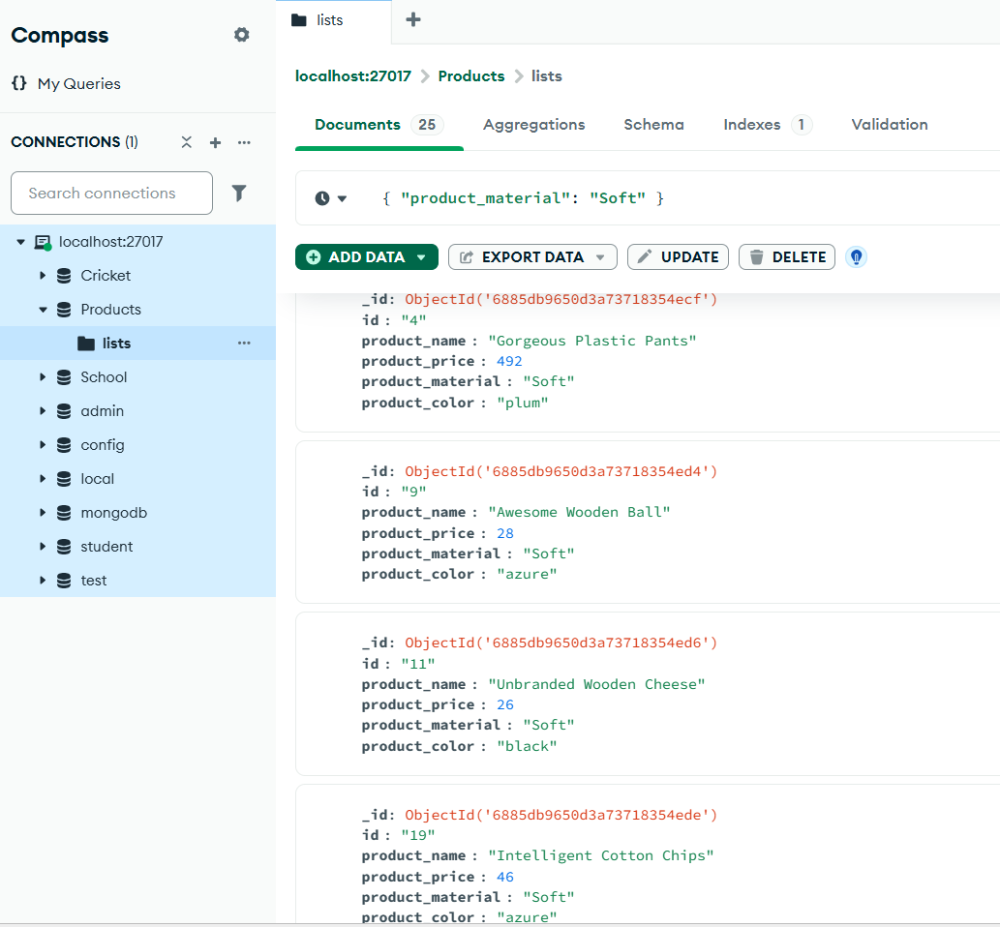 Compass
{} My Queries
CONNECTIONS (1)
Search connections
localhost:27017
Cricket
Products
lists
School
admin
config
local
mongodb
student
test
lists
localhost:27017 > Products > lists
Documents 25 Aggregations Schema Indexes 1 Validation
{ "product_material": "Soft" }
ADD DATA EXPORT DATA UPDATE DELETE
_id: ObjectId('6885db9650d3a73718354ecf')
id : "4"
product_name : "Gorgeous Plastic Pants"
product_price : 492
product_material : "Soft"
product_color : "plum"
_id: ObjectId('6885db9650d3a73718354ed4')
id : "9"
product_name : "Awesome Wooden Ball"
product_price : 28
product_material : "Soft"
product_color : "azure"
_id: ObjectId('6885db9650d3a73718354ed6')
id : "11"
product_name : "Unbranded Wooden Cheese"
product_price : 26
product_material : "Soft"
product_color : "black"
_id: ObjectId('6885db9650d3a73718354ede')
id : "19"
product_name : "Intelligent Cotton Chips"
product_price : 46
product_material : "Soft"
product_color : "azure"